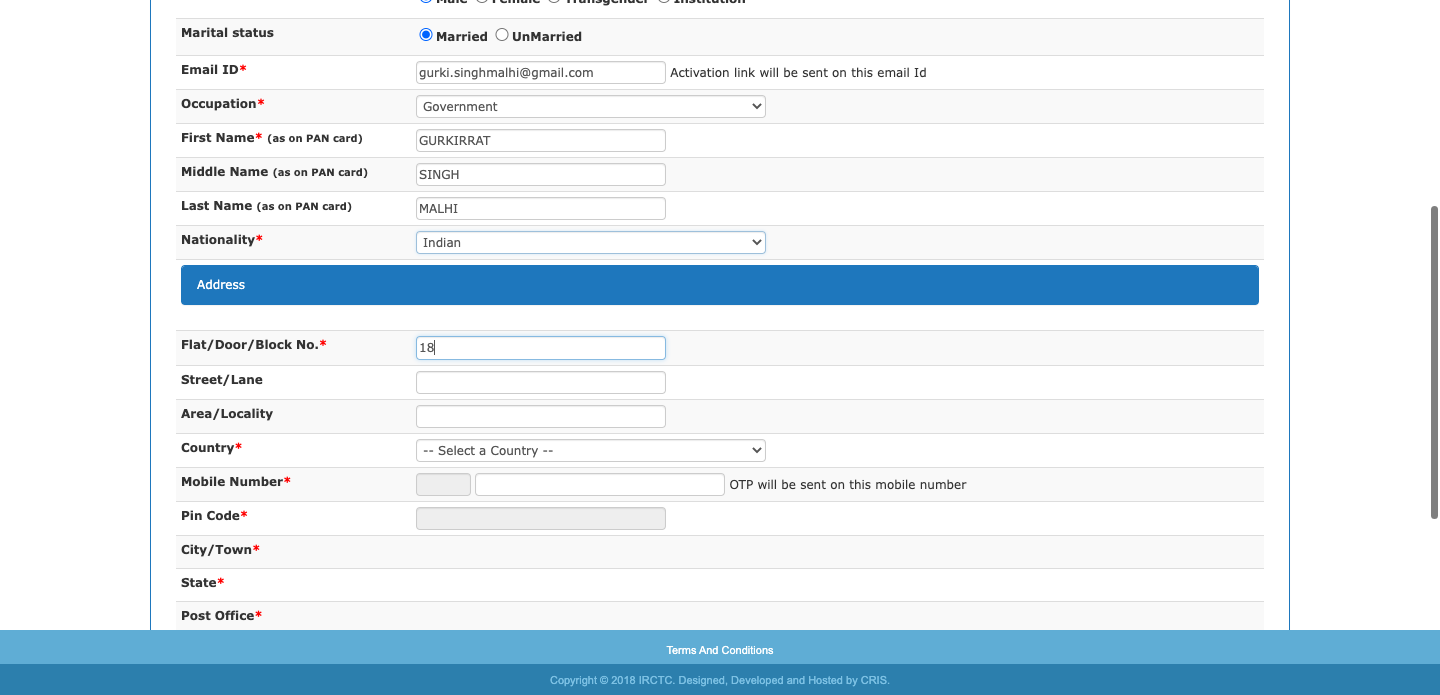 Male Female Transgender Institution
Marital status Married UnMarried
Email ID* gurki.singhmalhi@gmail.com Activation link will be sent on this email Id
Occupation* Government
First Name* (as on PAN card) GURKIRRAT
Middle Name (as on PAN card) SINGH
Last Name (as on PAN card) MALHI
Nationality* Indian
Address
Flat/Door/Block No.* 18
Street/Lane
Area/Locality
Country* -- Select a Country --
Mobile Number* OTP will be sent on this mobile number
Pin Code*
City/Town*
State*
Post Office*
Terms And Conditions
Copyright © 2018 IRCTC. Designed, Developed and Hosted by CRIS.